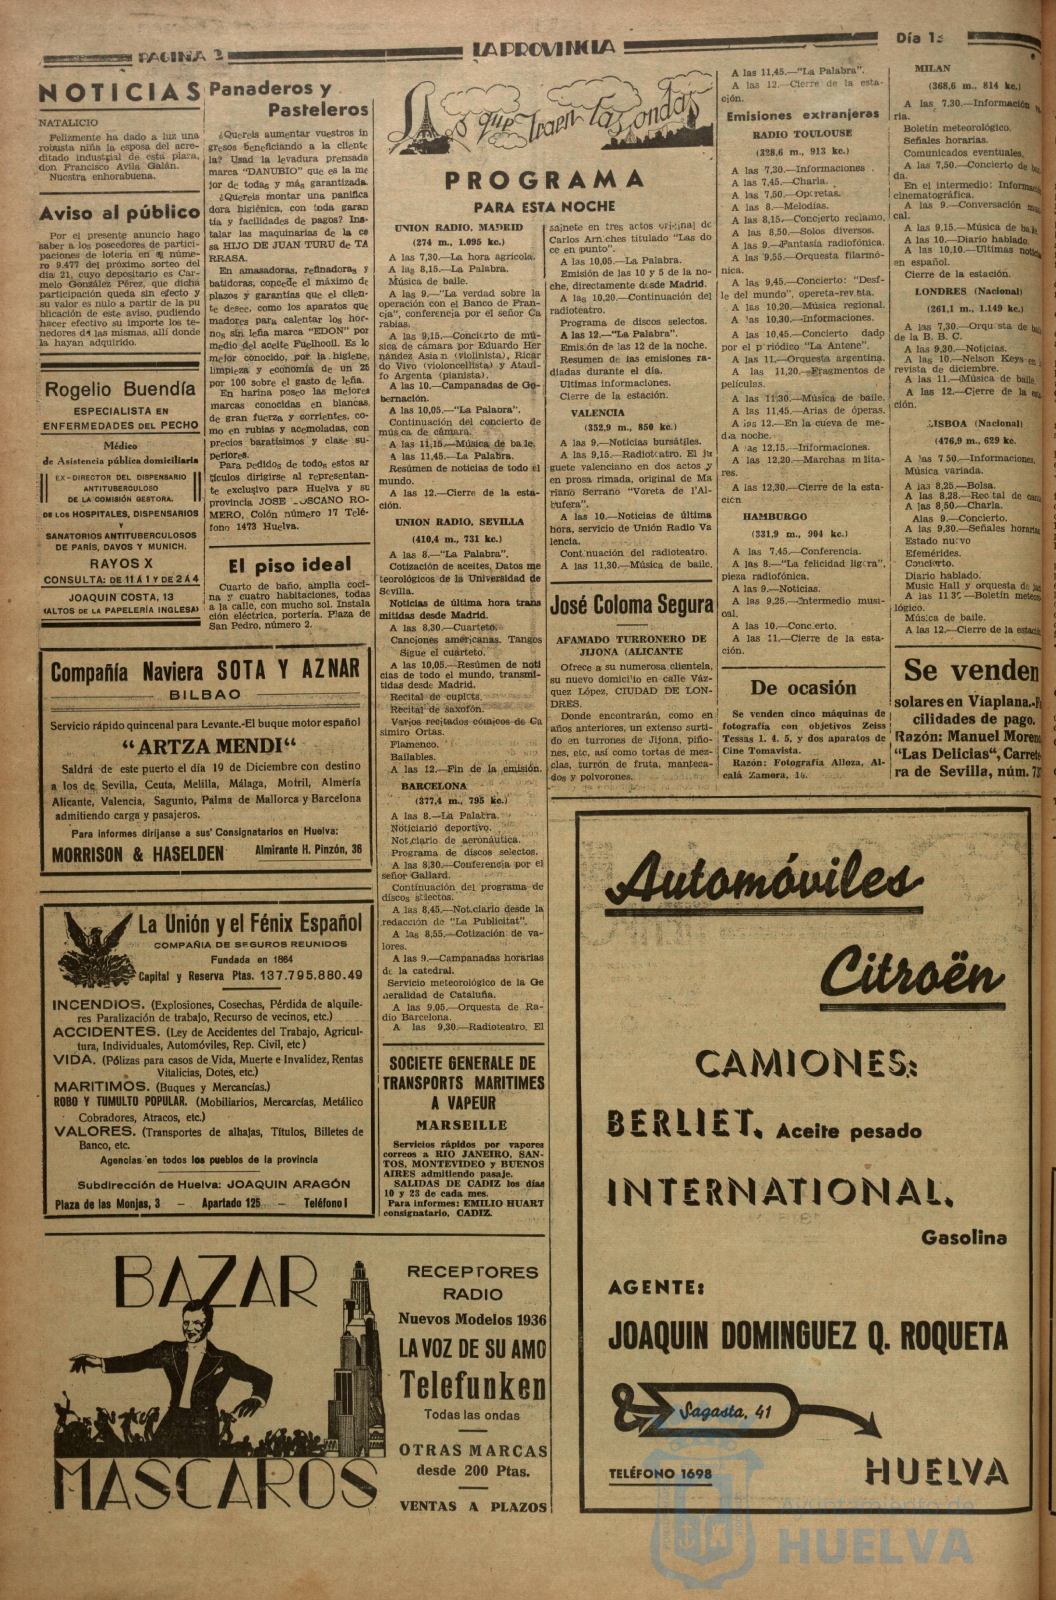 PAGINA 2
LA PROVINCIA
Día 1
NOTICIAS
NATALICIO
Felizmente ha dado a luz una
robusta niña la esposa del acre-
ditado industrial de esta plaza,
don Francisco Avila Galán.
Nuestra enhorabuena.
Aviso al público
Por el presente anuncio hago
saber a los poseedores de partici-
paciones de lotería en el núme-
ro 9.477 del próximo sorteo del
día 21, cuyo depositario es Car-
melo González Pérez, que dicha
participación queda sin efecto y
su valor es nulo a partir de la pu
blicación de este aviso, pudiendo
hacer efectivo su importe los te-
nedores de las mismas, allí donde
la hayan adquirido.
Rogelio Buendía
ESPECIALISTA EN
ENFERMEDADES DEL PECHO
Médico
de Asistencia pública domiciliaria
EX-DIRECTOR DEL DISPENSARIO
ANTITUBERCULOSO
DE LA COMISIÓN GESTORA.
DE LOS HOSPITALES, DISPENSARIOS
Y
SANATORIOS ANTITUBERCULOSOS
DE PARÍS, DAVOS Y MUNICH.
RAYOS X
CONSULTA: DE 11 A 1 Y DE 2 A 4
JOAQUIN COSTA, 13
(ALTOS DE LA PAPELERÍA INGLESA)
Panaderos y
Pasteleros
¿Quereis aumentar vuestros in
gresos beneficiando a la cliente
la? Usad la levadura prensada
marca "DANUBIO" que es la me
jor de todas y más garantizada.
¿Quereis montar una panifica
dora higiénica, con toda garan
tía y facilidades de pagos? Ins-
talar las maquinarias de la ca
sa HIJO DE JUAN TURU de TA
RRASA.
En amasadoras, refinadoras y
batidoras, concede el máximo de
plazos y garantías que el clien-
te desee, como los aparatos que
madores para calentar los hor-
nos sin leña marca "EDON" por
medio del aceite Fuelhooil. Es lo
mejor conocido, por la higiene,
limpieza y economía de un 25
por 100 sobre el gasto de leña.
En harina poseo las mejores
marcas conocidas en blancas,
de gran fuerza y corrientes, co-
mo en rubias y acemoladas, con
precios baratísimos y clase su-
periores.
Para pedidos de todos estos ar
tículos dirigirse al representan-
te exclusivo para Huelva y su
provincia JOSE TOSCANO RO-
MERO, Colón número 17 Telé-
fono 1473 Huelva.
El piso ideal
Cuarto de baño, amplia coci-
na y cuatro habitaciones, todas
a la calle, con mucho sol. Instala
ción eléctrica, portería. Plaza de
San Pedro, número 2.
Compañía Naviera SOTA Y AZNAR
BILBAO
Servicio rápido quincenal para Levante.-El buque motor español
"ARTZA MENDI"
Saldrá de este puerto el día 19 de Diciembre con destino
a los de Sevilla, Ceuta, Melilla, Málaga, Motril, Almería
Alicante, Valencia, Sagunto, Palma de Mallorca y Barcelona
admitiendo carga y pasajeros.
Para informes diríjanse a sus Consignatarios en Huelva:
MORRISON & HASELDEN Almirante H. Pinzón, 36
La Unión y el Fénix Español
COMPAÑÍA DE SEGUROS REUNIDOS
Fundada en 1864
Capital y Reserva Ptas. 137.795.880.49
INCENDIOS. (Explosiones, Cosechas, Pérdida de alquile-
res Paralización de trabajo, Recurso de vecinos, etc.)
ACCIDENTES. (Ley de Accidentes del Trabajo, Agricul-
tura, Individuales, Automóviles, Rep. Civil, etc)
VIDA. (Pólizas para casos de Vida, Muerte e Invalidez, Rentas
Vitalicias, Dotes, etc.)
MARITIMOS. (Buques y Mercancías.)
ROBO Y TUMULTO POPULAR. (Mobiliarios, Mercarcías, Metálico
Cobradores, Atracos, etc.)
VALORES. (Transportes de alhajas, Títulos, Billetes de
Banco, etc.
Agencias en todos los pueblos de la provincia
Subdirección de Huelva: JOAQUIN ARAGÓN
Plaza de las Monjas, 3 — Apartado 125 — Teléfono 1
BAZAR
MASCAROS
RECEPTORES
RADIO
Nuevos Modelos 1936
LA VOZ DE SU AMO
Telefunken
Todas las ondas
OTRAS MARCAS
desde 200 Ptas.
VENTAS A PLAZOS
Los que traen las ondas
PROGRAMA
PARA ESTA NOCHE
UNION RADIO, MADRID
(274 m., 1.095 kc.)
A las 7,30.—La hora agrícola.
A las 8,15.—La Palabra.
Música de baile.
A las 9.—"La verdad sobre la
operación con el Banco de Fran-
cia", conferencia por el señor Ca
rabias.
A las 9,15.—Concierto de mú-
sica de cámara por Eduardo Her
nández Asian (violinista), Ricar
do Vivo (violoncellista) y Ataul-
fo Argenta (pianista).
A las 10.—Campanadas de Go-
bernación.
A las 10,05.—"La Palabra".
Continuación del concierto de
música de cámara.
A las 11,15.—Música de baile.
A las 11,45.—La Palabra.
Resúmen de noticias de todo el
mundo.
A las 12.—Cierre de la esta-
ción.
UNION RADIO, SEVILLA
(410,4 m., 731 kc.)
A las 8.—"La Palabra".
Cotización de aceites, Datos me
teorológicos de la Universidad de
Sevilla.
Noticias de última hora trans
mitidas desde Madrid.
A las 8,30.—Cuarteto.
Canciones americanas. Tangos
Sigue el cuarteto.
A las 10,05.—Resúmen de noti
cias de todo el mundo, transmi-
tidas desde Madrid.
Recital de cuplets.
Recital de saxofón.
Varios recitados cómicos de Ca
simiro Ortas.
Flamenco.
Bailables.
A las 12.—Fin de la emisión.
BARCELONA
(377,4 m., 795 kc.)
A las 8.—La Palabra.
Noticiario deportivo.
Noticiario de aeronáutica.
Programa de discos selectos.
A las 8,30.—Conferencia por el
señor Gallard.
Continuación del programa de
discos selectos.
A las 8,45.—Noticiario desde la
redacción de "La Publicitat".
A las 8,55.—Cotización de va-
lores.
A las 9.—Campanadas horarias
de la catedral.
Servicio meteorológico de la Ge
neralidad de Cataluña.
A las 9,05.—Orquesta de Ra-
dio Barcelona.
A las 9,30.—Radioteatro. El
SOCIETE GENERALE DE
TRANSPORTS MARITIMES
A VAPEUR
MARSEILLE
Servicios rápidos por vapores
correos a RIO JANEIRO, SAN-
TOS, MONTEVIDEO y BUENOS
AIRES admitiendo pasaje.
SALIDAS DE CADIZ los días
10 y 23 de cada mes.
Para informes: EMILIO HUART
consignatario, CADIZ.
sainete en tres actos original de
Carlos Arniches titulado "Las do
ce en punto".
A las 10,05.—La Palabra.
Emisión de las 10 y 5 de la no-
che, directamente desde Madrid.
A las 10,20.—Continuación del
radioteatro.
Programa de discos selectos.
A las 12.—"La Palabra".
Emisión de las 12 de la noche.
Resumen de las emisiones ra-
diadas durante el día.
Ultimas informaciones.
Cierre de la estación.
VALENCIA
(352,9 m., 850 kc.)
A las 9.—Noticias bursátiles.
A las 9,15.—Radioteatro. El ju
guete valenciano en dos actos y
en prosa rimada, original de Ma
riano Serrano "Voreta de l'Al-
bufera".
A las 10.—Noticias de última
hora, servicio de Unión Radio Va
lencia.
Continuación del radioteatro.
A las 11,30.—Música de baile.
José Coloma Segura
AFAMADO TURRONERO DE
JIJONA (ALICANTE
Ofrece a su numerosa clientela,
su nuevo domicilio en calle Váz-
quez López, CIUDAD DE LON-
DRES.
Donde encontrarán, como en
años anteriores, un extenso surti-
do en turrones de Jijona, piño-
nes, etc, así como tortas de mez-
clas, turrón de fruta, manteca-
dos y polvorones.
A las 11,45.—"La Palabra".
A las 12.—Cierre de la esta-
ción.
Emisiones extranjeras
RADIO TOULOUSE
(328,6 m., 913 kc.)
A las 7,30.—Informaciones
A las 7,45.—Charla.
A las 7,50.—Operetas.
A las 8.—Melodías.
A las 8,15.—Concierto reclamo,
A las 8,50.—Solos diversos.
A las 9.—Fantasía radiofónica.
A las 9,55.—Orquesta filarmó-
nica.
A las 9,45.—Concierto: "Desfi-
le del mundo", opereta-revista.
A las 10,20.—Música regional.
A las 10,30.—Informaciones.
A las 10,45.—Concierto dado
por el periódico "La Antene".
A las 11.—Orquesta argentina.
A las 11,20.—Fragmentos de
películas.
A las 11,30.—Música de baile.
A las 11,45.—Arias de óperas.
A las 12.—En la cueva de me-
dia noche.
A las 12,15.—Informaciones.
A las 12,20.—Marchas milita-
res.
A las 12,30.—Cierre de la esta-
ción
HAMBURGO
(331,9 m., 904 kc.)
A las 7,45.—Conferencia.
A las 8.—"La felicidad ligera",
pieza radiofónica.
A las 9.—Noticias.
A las 9,25.—Intermedio musi-
cal.
A las 10.—Concierto.
A las 11.—Cierre de la esta-
ción.
De ocasión
Se venden cinco máquinas de
fotografía con objetivos Zeiss
Tessas 1. 4. 5, y dos aparatos de
Cine Tomavista.
Razón: Fotografía Alloza, Al-
calá Zamora, 16.
MILAN
(368,6 m., 814 kc.)
A las 7,30.—Información
ria.
Boletín meteorológico.
Señales horarias.
Comunicados eventuales.
A las 7,50.—Concierto de
da.
En el intermedio: Información
cinematográfica.
A las 9.—Conversación
cal.
A las 9,15.—Música de baile.
A las 10.—Diario hablado.
A las 10,10.—Ultimas noticias
en español.
Cierre de la estación.
LONDRES (Nacional)
(261,1 m., 1.149 kc.)
A las 7,30.—Orquesta de baile
de la B. B. C.
A las 9,30.—Noticias.
A las 10.—Nelson Keys en
revista de diciembre.
A las 11.—Música de baile.
A las 12.—Cierre de la esta-
ción.
LISBOA (Nacional)
(476,9 m., 629 kc.
A las 7 50.—Informaciones,
Música variada.
A las 8,25.—Bolsa.
A las 8,28.—Recital de
A las 8,50.—Charla.
Alas 9.—Concierto.
A las 9,30.—Señales horarias
Estado nuevo
Efemérides.
Concierto.
Diario hablado.
Music Hall y orquesta de
A las 11 35.—Boletín meteoro
lógico.
Música de baile.
A las 12.—Cierre de la estación
Se venden
solares en Viaplana.-Fa
cilidades de pago.
Razón: Manuel Moreno
"Las Delicias", Carrete-
ra de Sevilla, núm. 73
Automóviles
Citroën
CAMIONES:
BERLIET. Aceite pesado
INTERNATIONAL.
Gasolina
AGENTE:
JOAQUIN DOMINGUEZ Q. ROQUETA
Sagasta, 41
TELÉFONO 1698 HUELVA
Ayuntamiento de
HUELVA